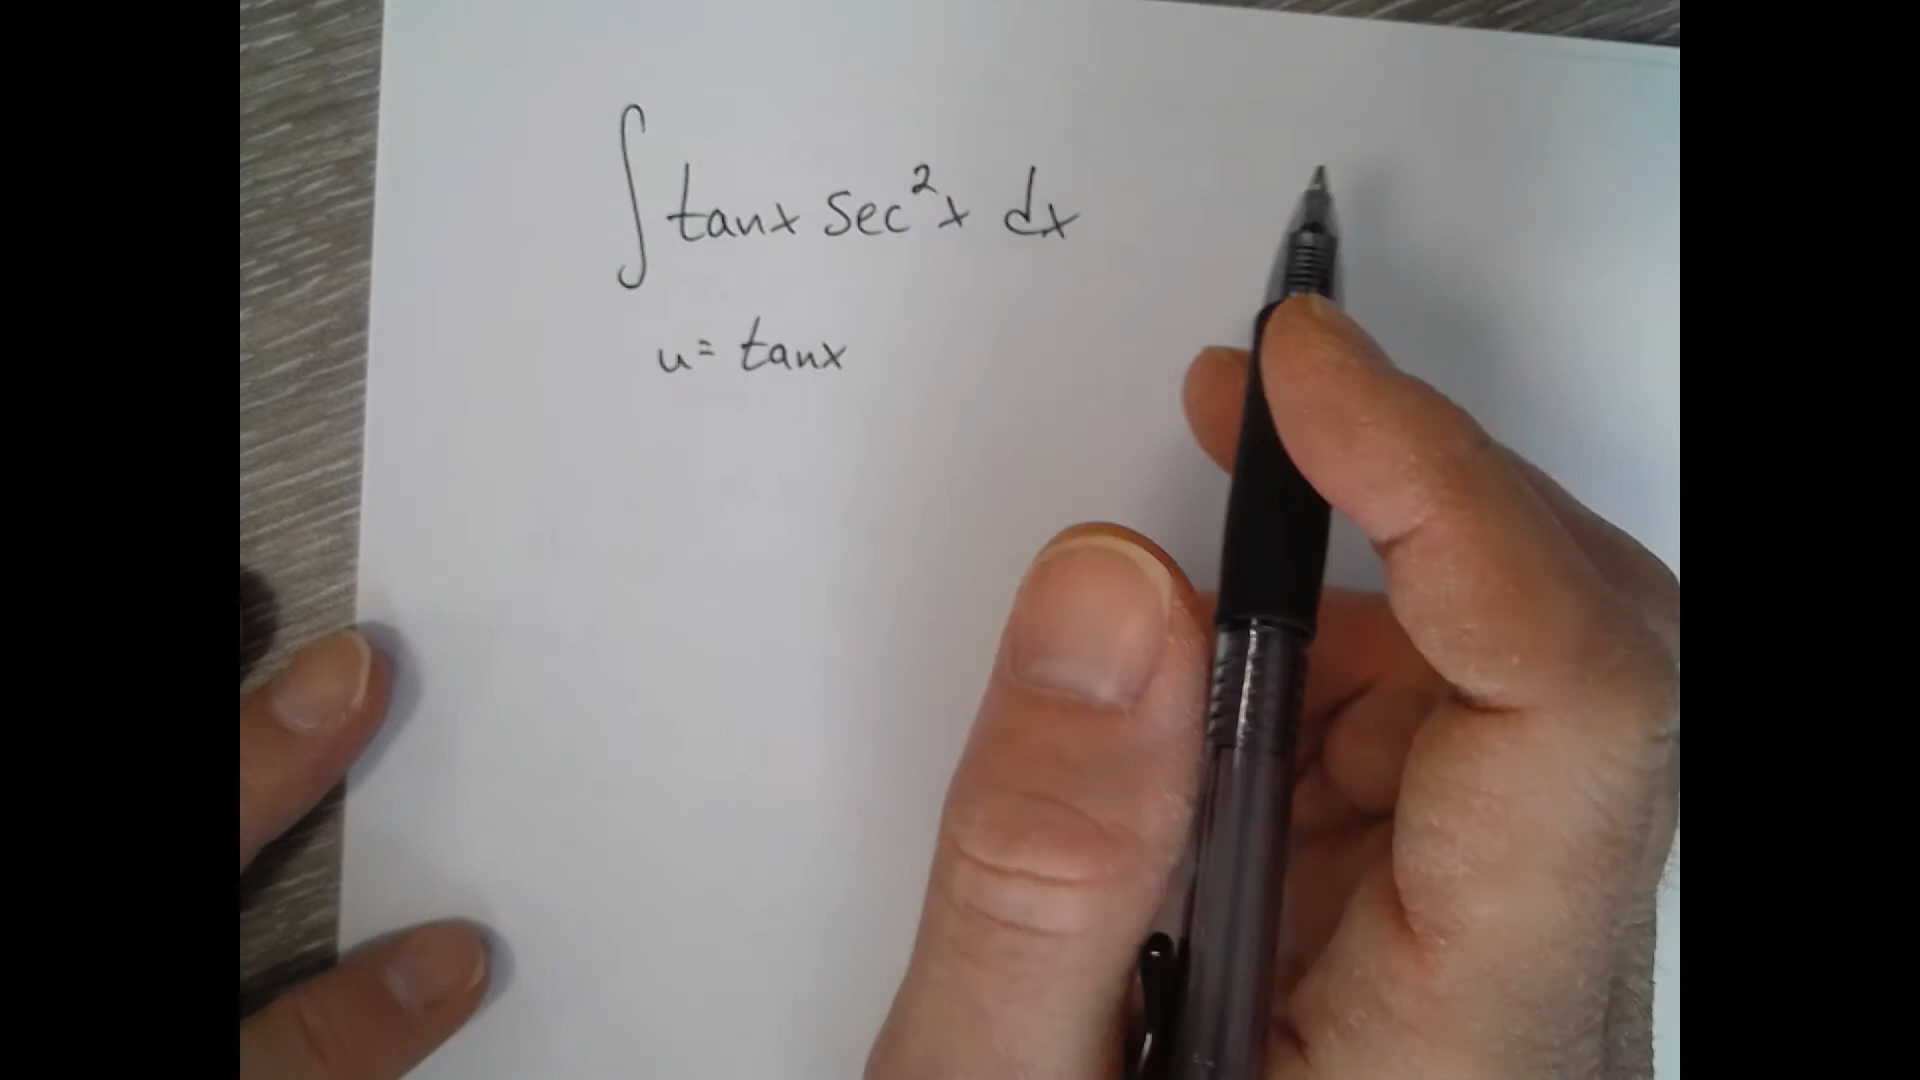 ∫ tanx sec²x dx
u = tanx